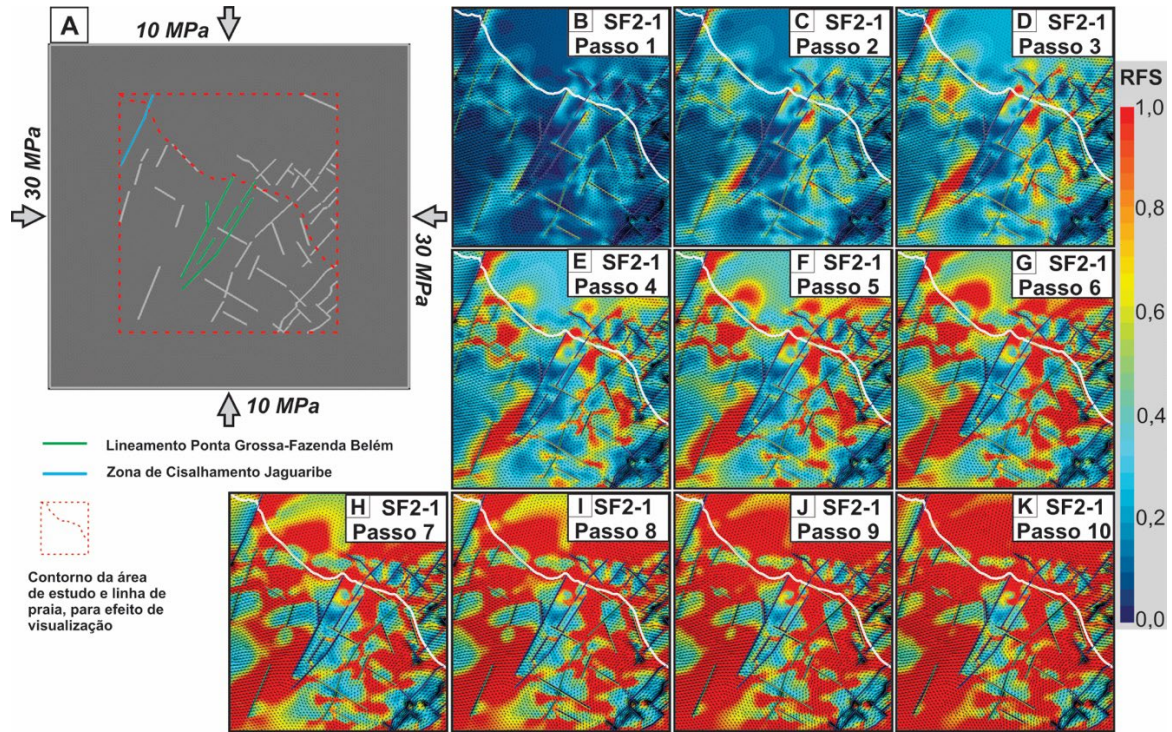 A
10 MPa
30 MPa
30 MPa
10 MPa
Lineamento Ponta Grossa-Fazenda Belém
Zona de Cisalhamento Jaguaribe
Contorno da área
de estudo e linha de
praia, para efeito de
visualização
B SF2-1
Passo 1
C SF2-1
Passo 2
D SF2-1
Passo 3
E SF2-1
Passo 4
F SF2-1
Passo 5
G SF2-1
Passo 6
H SF2-1
Passo 7
I SF2-1
Passo 8
J SF2-1
Passo 9
K SF2-1
Passo 10
RFS
1,0
0,8
0,6
0,4
0,2
0,0